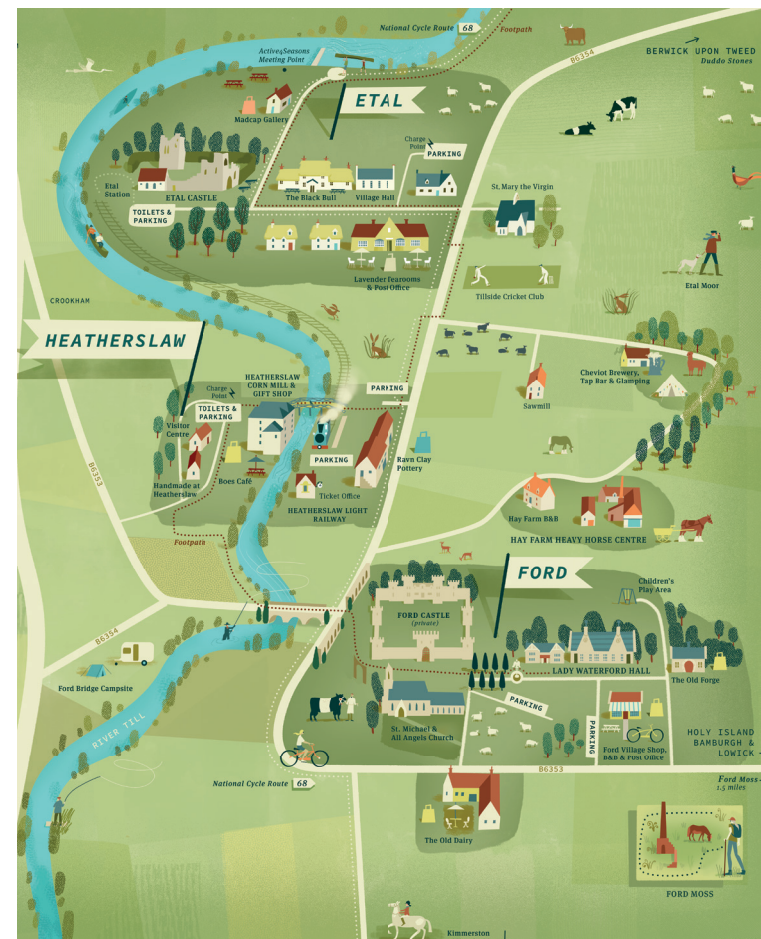 National Cycle Route 68
Footpath
Active4Seasons
Meeting Point
B6354
BERWICK UPON TWEED
Duddo Stones
ETAL
Madcap Gallery
Charge
Point
PARKING
Etal
Station
ETAL CASTLE
The Black Bull
Village Hall
St. Mary the Virgin
TOILETS &
PARKING
Lavender Tearooms
& Post Office
Etal Moor
Tillside Cricket Club
CROOKHAM
HEATHERSLAW
HEATHERSLAW
CORN MILL &
GIFT SHOP
Charge
Point
PARKING
Cheviot Brewery,
Tap Bar & Glamping
Sawmill
TOILETS &
PARKING
Visitor
Centre
PARKING
Ravn Clay
Pottery
B6353
Handmade at
Heatherslaw
Boes Café
Ticket Office
HEATHERSLAW LIGHT
RAILWAY
Hay Farm B&B
HAY FARM HEAVY HORSE CENTRE
Footpath
FORD
Children's
Play Area
FORD CASTLE
(private)
B6354
LADY WATERFORD HALL
The Old Forge
Ford Bridge Campsite
PARKING
RIVER TILL
St. Michael &
All Angels Church
PARKING
Ford Village Shop,
B&B & Post Office
HOLY ISLAND
BAMBURGH &
LOWICK
B6353
National Cycle Route 68
Ford Moss
1.5 miles
The Old Dairy
FORD MOSS
Kimmerston